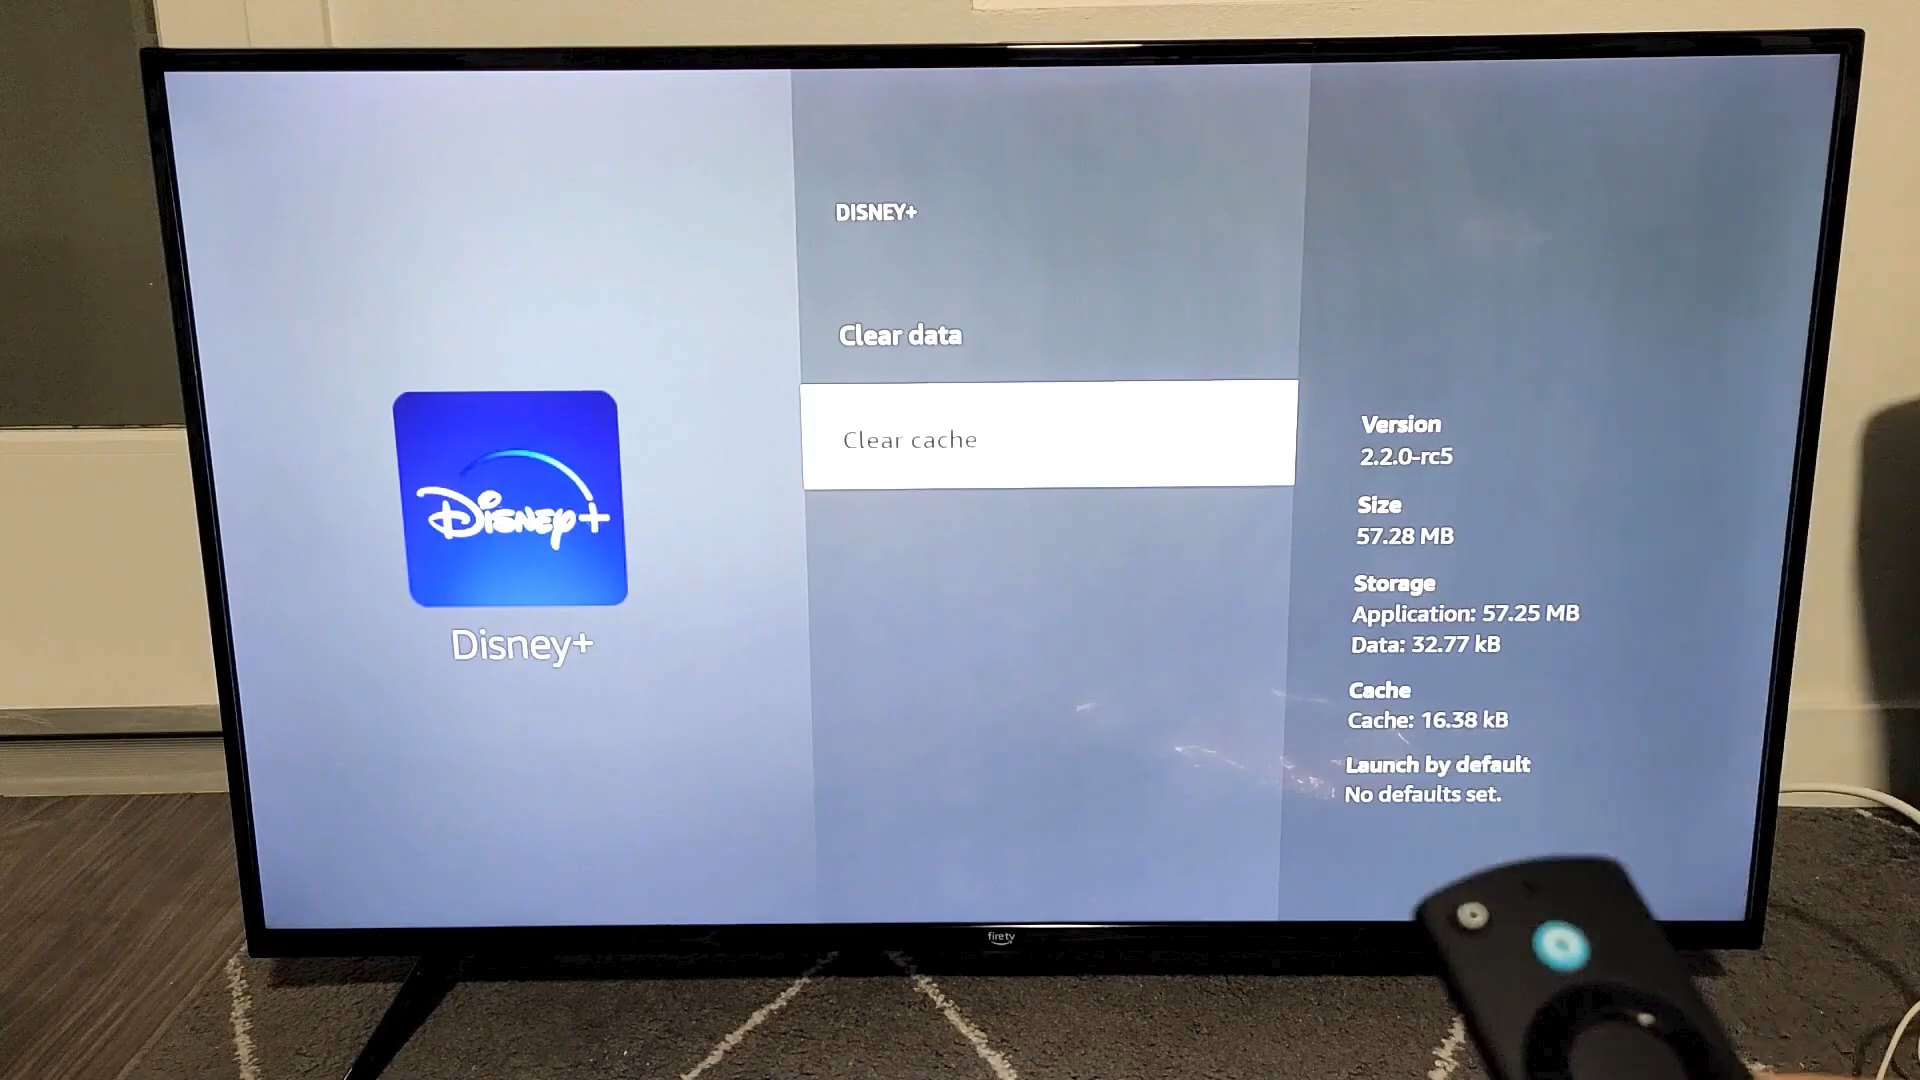 DISNEY+
Clear data
Clear cache
Disney+
Disney+
Version
2.2.0-rc5
Size
57.28 MB
Storage
Application: 57.25 MB
Data: 32.77 kB
Cache
Cache: 16.38 kB
Launch by default
No defaults set.
firetv